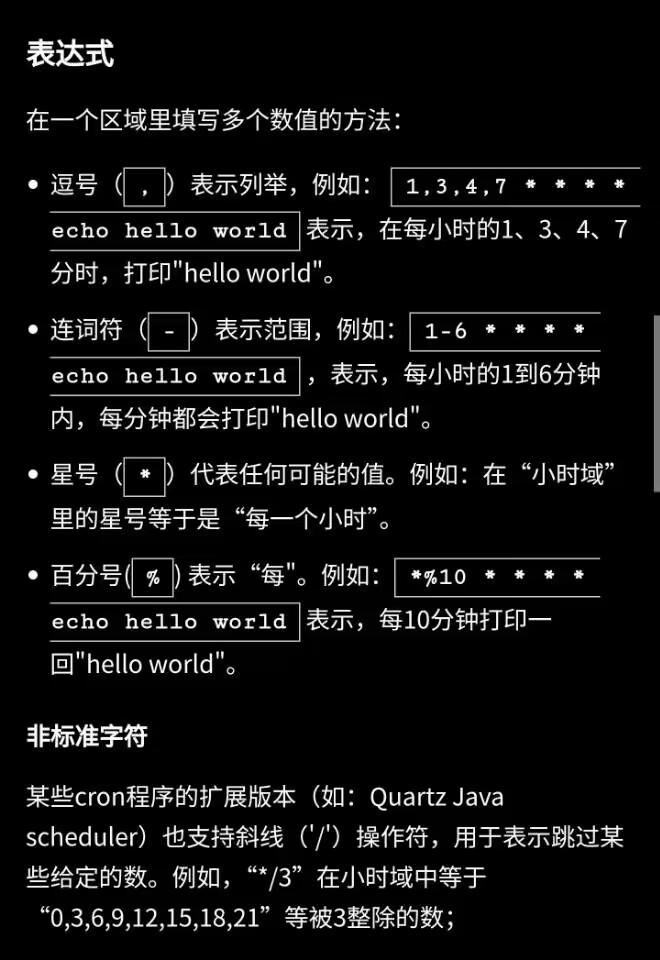 表达式
在一个区域里填写多个数值的方法：
• 逗号（,）表示列举，例如： 1,3,4,7 * * * *
echo hello world 表示，在每小时的1、3、4、7
分时，打印"hello world"。
• 连词符（-）表示范围，例如： 1-6 * * * *
echo hello world ，表示，每小时的1到6分钟
内，每分钟都会打印"hello world"。
• 星号（*）代表任何可能的值。例如：在“小时域”
里的星号等于是“每一个小时”。
• 百分号(%) 表示“每"。例如： *%10 * * * *
echo hello world 表示，每10分钟打印一
回"hello world"。
非标准字符
某些cron程序的扩展版本（如：Quartz Java
scheduler）也支持斜线（'/'）操作符，用于表示跳过某
些给定的数。例如，“*/3”在小时域中等于
“0,3,6,9,12,15,18,21”等被3整除的数；